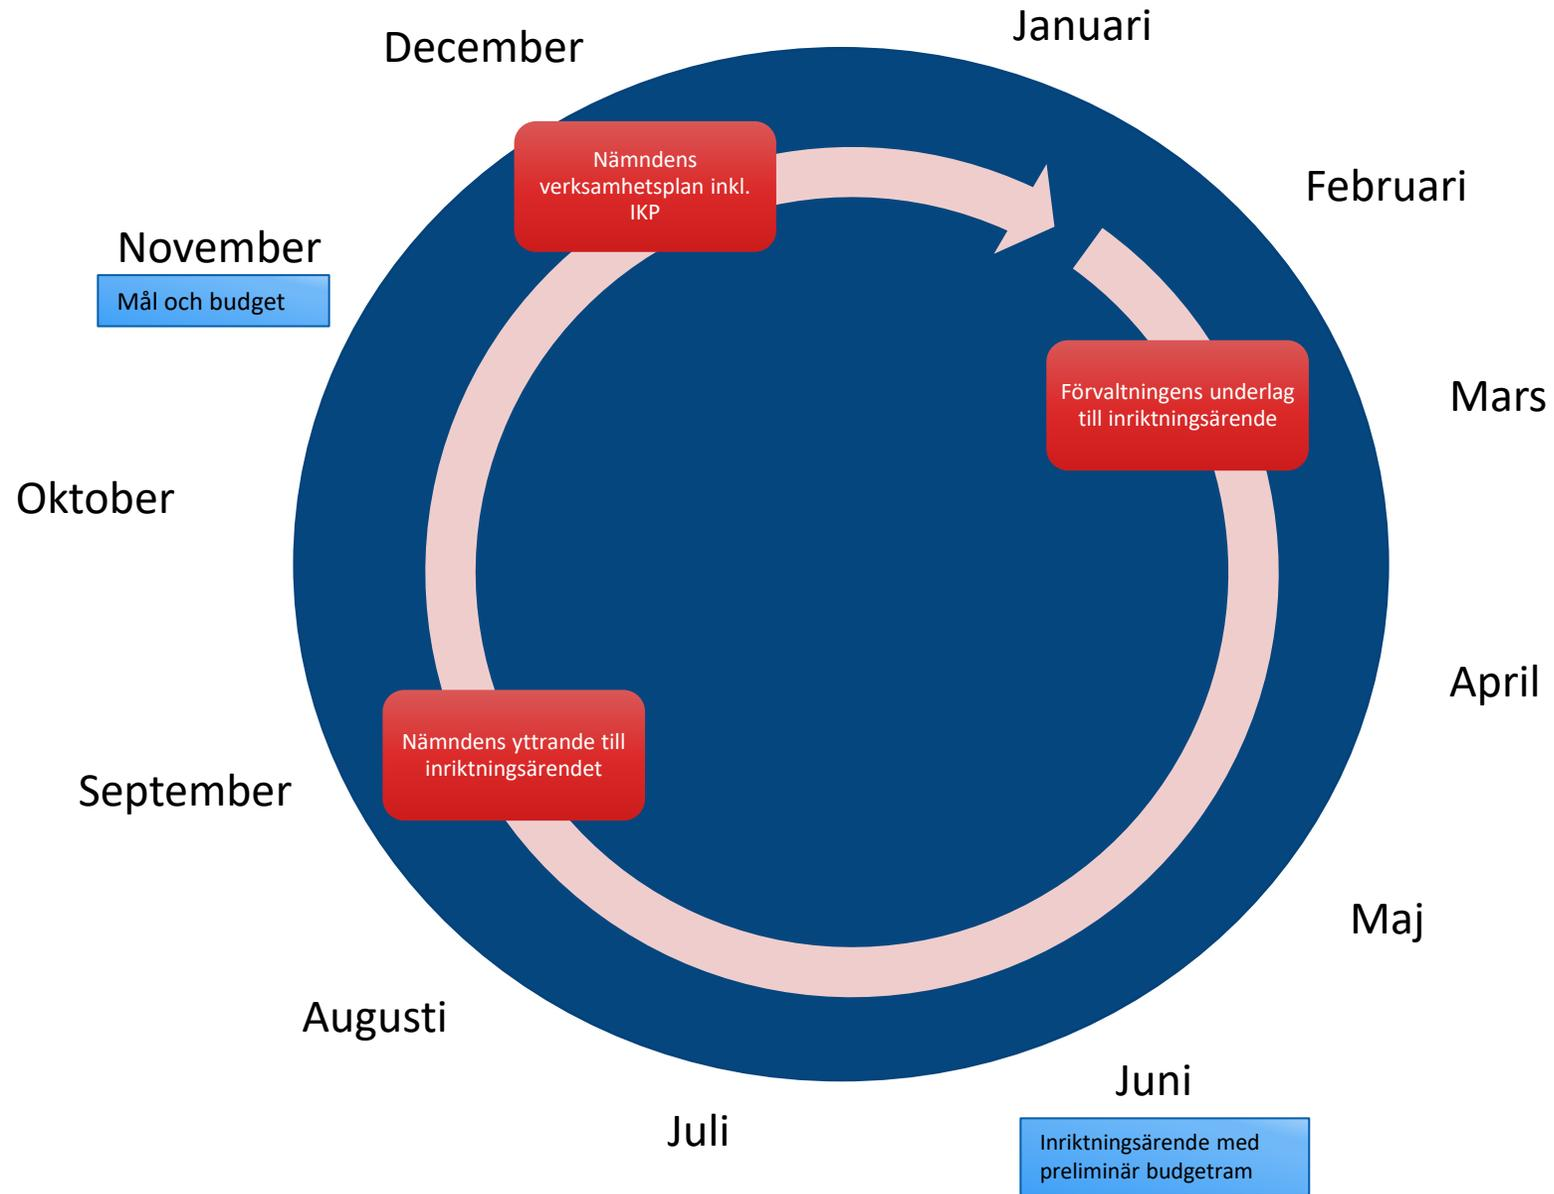 Januari
Februari
Mars
Förvaltningens underlag
till inriktningsärende
April
Maj
Juni
Inriktningsärende med
preliminär budgetram
Juli
Augusti
September
Nämndens yttrande till
inriktningsärendet
Oktober
November
Mål och budget
December
Nämndens
verksamhetsplan inkl.
IKP